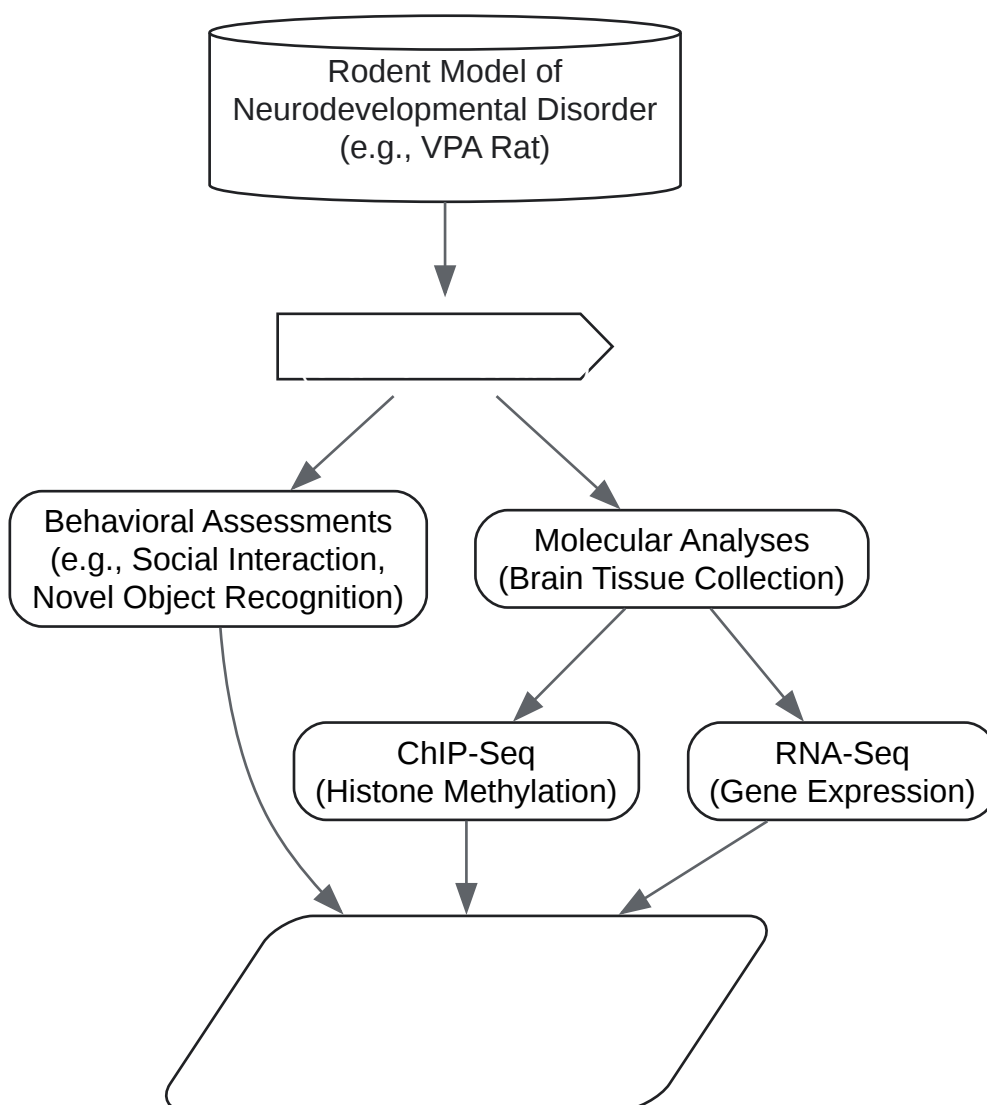 Rodent Model of
Neurodevelopmental Disorder
(e.g., VPA Rat)
Behavioral Assessments
(e.g., Social Interaction,
Novel Object Recognition)
Molecular Analyses
(Brain Tissue Collection)
ChIP-Seq
(Histone Methylation)
RNA-Seq
(Gene Expression)